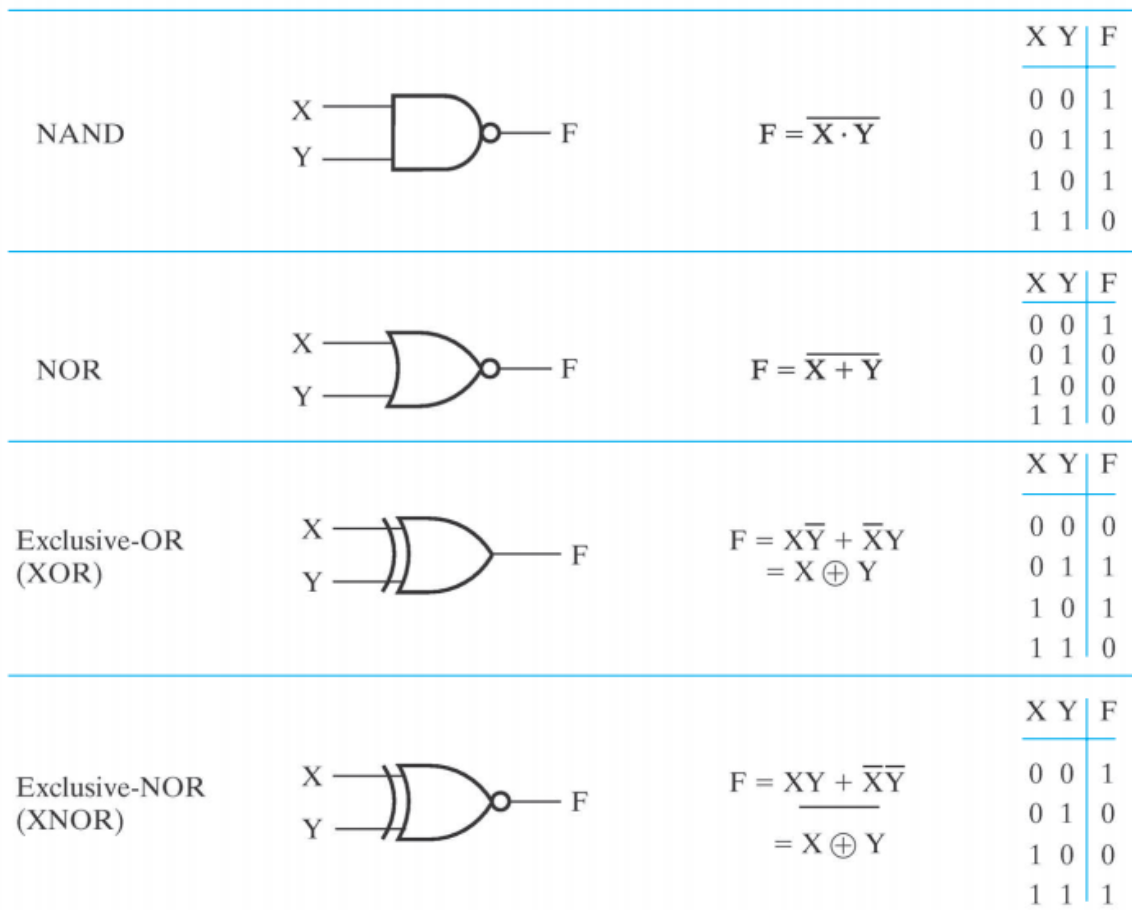 X Y F
0 0 1
X
NAND F F = \overline{X · Y} 0 1 1
Y
1 0 1
1 1 0
X Y F
0 0 1
X
0 1 0
NOR F F = \overline{X + Y}
1 0 0
Y
1 1 0
X Y F
0 0 0
X
Exclusive-OR F = X\overline{Y} + \overline{X}Y
F
(XOR) = X ⊕ Y 0 1 1
Y
1 0 1
1 1 0
X Y F
0 0 1
X
Exclusive-NOR F = XY + \overline{X}\overline{Y}
F
(XNOR) 0 1 0
Y
= \overline{X ⊕ Y}
1 0 0
1 1 1